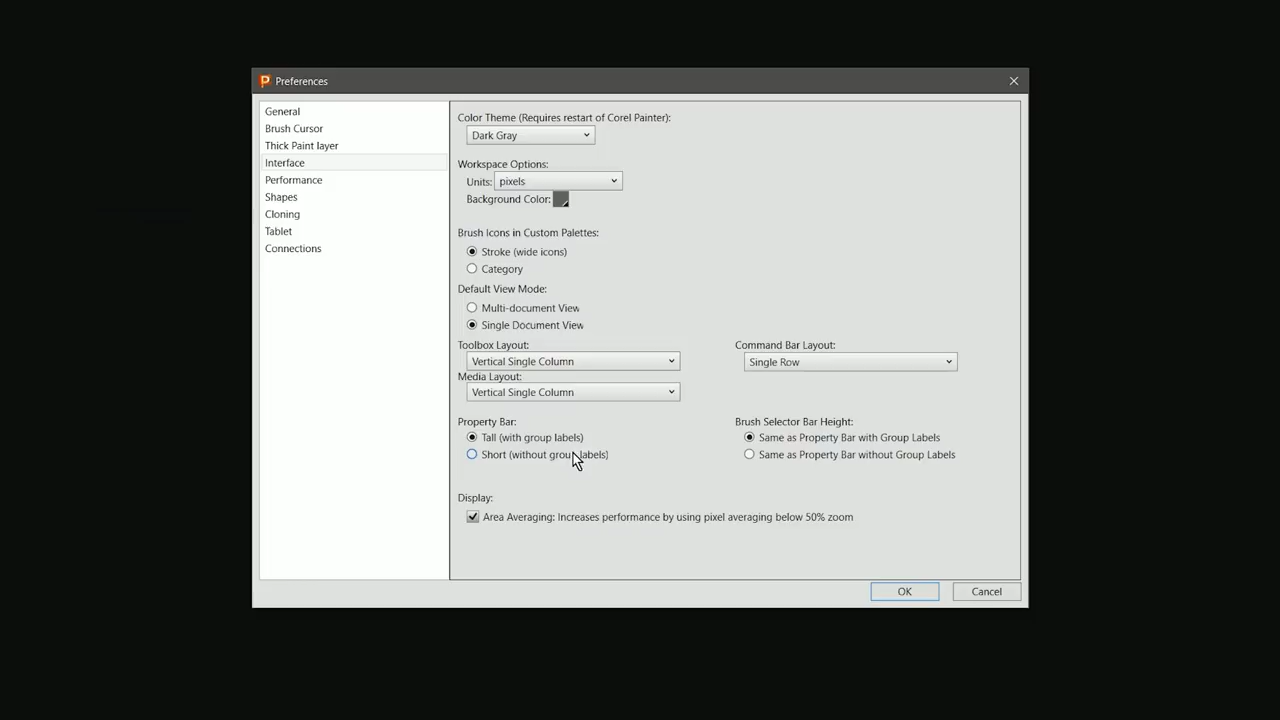 Preferences
General
Brush Cursor
Thick Paint layer
Interface
Performance
Shapes
Cloning
Tablet
Connections
Color Theme (Requires restart of Corel Painter):
Dark Gray
Workspace Options:
Units: pixels
Background Color:
Brush Icons in Custom Palettes:
Stroke (wide icons)
Category
Default View Mode:
Multi-document View
Single Document View
Toolbox Layout:
Vertical Single Column
Media Layout:
Vertical Single Column
Command Bar Layout:
Single Row
Property Bar:
Tall (with group labels)
Short (without group labels)
Brush Selector Bar Height:
Same as Property Bar with Group Labels
Same as Property Bar without Group Labels
Display:
Area Averaging: Increases performance by using pixel averaging below 50% zoom
OK
Cancel